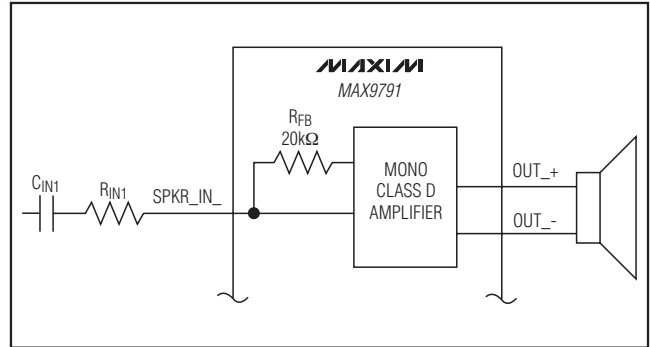 MAXIM
MAX9791
RFB
20kΩ
CIN1
RIN1
SPKR_IN_
MONO
CLASS D
AMPLIFIER
OUT_+
OUT_-